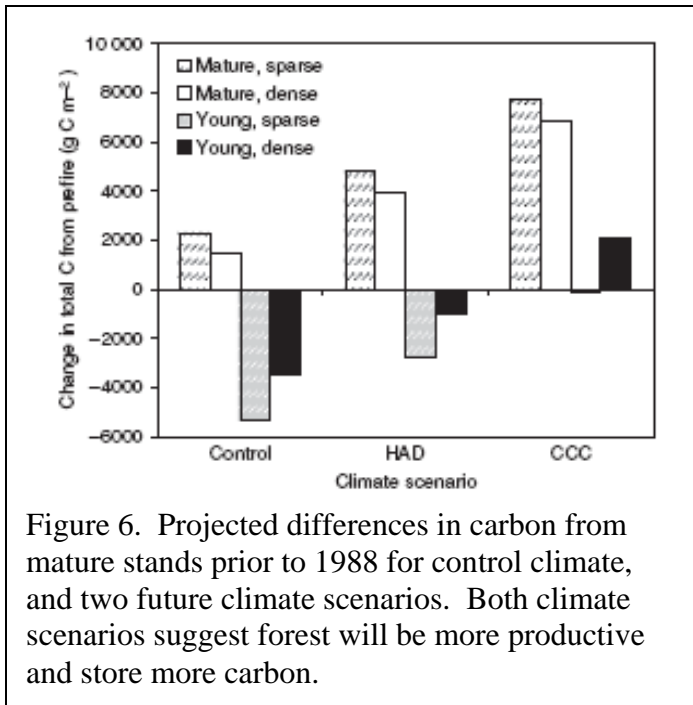 10 000
8000
6000
4000
2000
0
−2000
−4000
−6000
Change in total C from prefire (g C m⁻²)
Mature, sparse
Mature, dense
Young, sparse
Young, dense
Control HAD CCC
Climate scenario
Figure 6. Projected differences in carbon from
mature stands prior to 1988 for control climate,
and two future climate scenarios. Both climate
scenarios suggest forest will be more productive
and store more carbon.